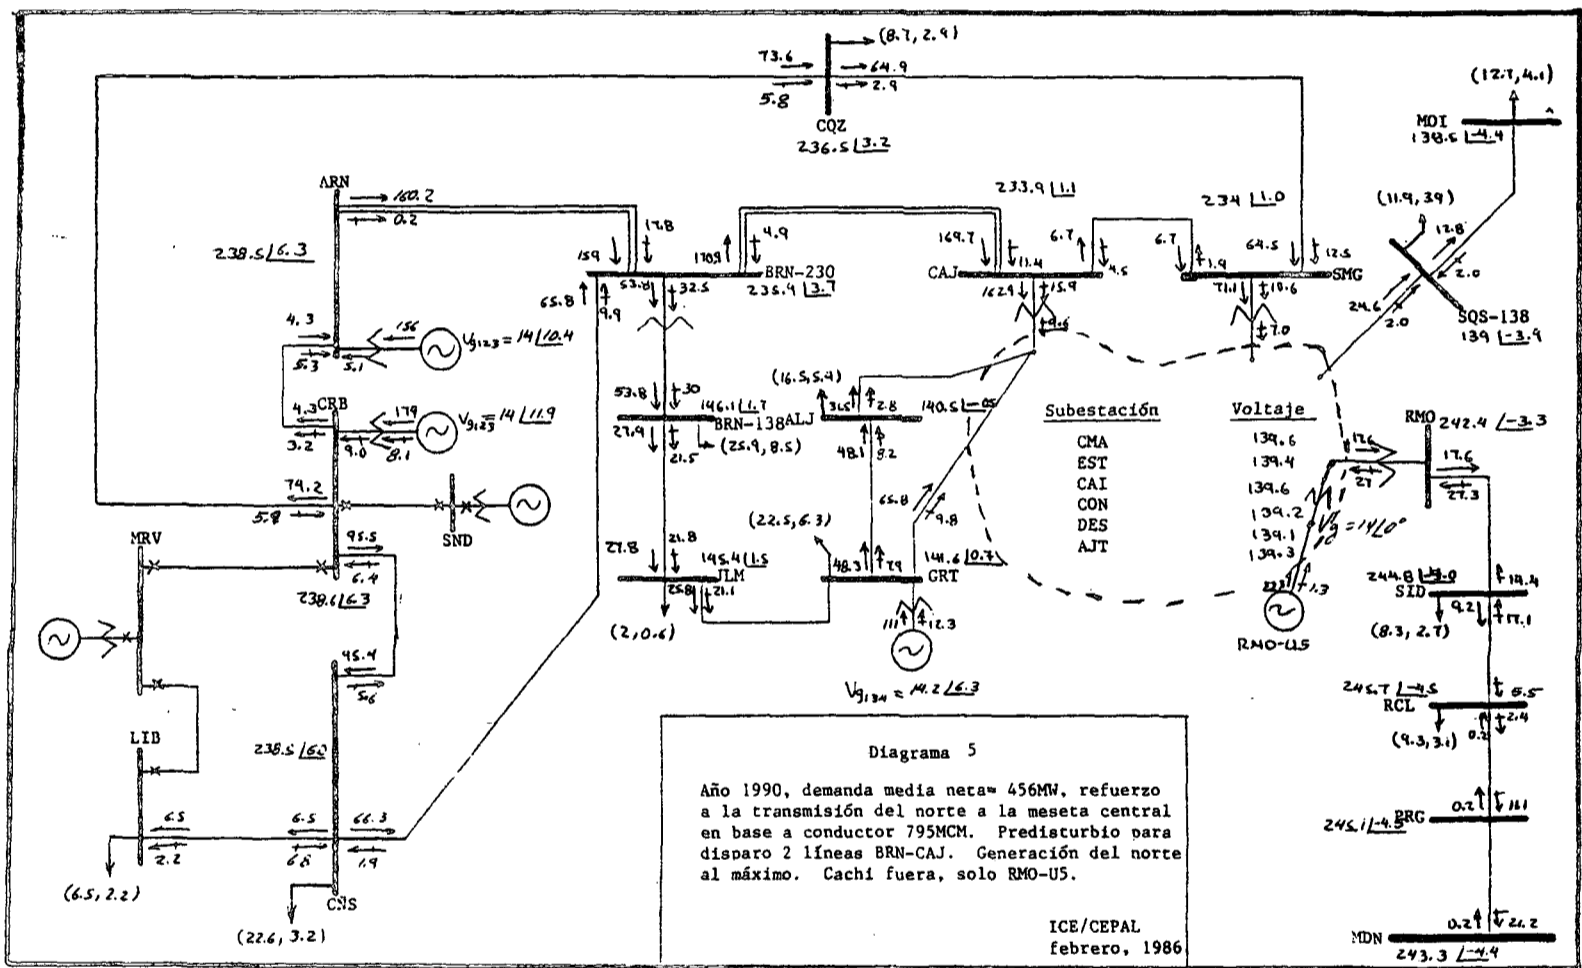 (8.7, 2.9)
73.6
64.9
5.8
2.9
CQZ
236.5 3.2
(12.7, 4.1)
MOI
138.5 -4.4
ARN
160.2
0.2
238.5 6.3
233.9 1.1
234 1.0
(11.9, 39)
12.8
2.0
24.6
2.0
SQS-138
139 -3.9
159
17.8
170.9
4.9
BRN-230
235.9 3.7
169.7
11.4
CAJ
6.7
4.5
6.7
1.9
64.5
12.5
SMG
65.8
9.9
53.8
32.5
162.9
15.9
9.6
71.1
10.6
7.0
4.3
5.3
156
5.1
Vg123 = 14 10.4
CRB
4.3
3.2
179
9.0
8.1
Vg123 = 14 11.9
53.8
30
146.1 1.7
BRN-138
27.9
21.5
(25.9, 8.5)
(16.5, 5.4)
31.5
2.8
ALJ
140.5 -05
48.1
8.2
65.8
9.8
Subestación Voltaje
CMA 139.6
EST 139.4
CAI 139.6
CON 139.2
DES 139.1
AJT 139.3
RMO
242.4 -3.3
17.6
17.6
27
27.3
Vg = 14 0°
1.3
RMO-U5
74.2
5.8
SND
MRV
95.5
6.4
238.6 6.3
27.8
21.8
145.4 1.5
JLM
25.8
21.1
(2, 0.6)
(22.5, 6.3)
48.3
7.9
141.6 0.7
GRT
111
12.3
Vg134 = 14.2 6.3
244.8
SID
14.4
9.2
17.1
(8.3, 2.7)
245.7 -4.5
RCL
5.5
2.4
0.2
(9.3, 3.1)
0.2
PRG
245.1 -4.5
0.2
21.2
MDN
243.3 -4.4
95.4
5.6
LIB
238.5
6.5
2.2
6.5
6.8
66.3
1.9
(6.5, 2.2)
CNS
(22.6, 3.2)
Diagrama 5
Año 1990, demanda media neta= 456MW, refuerzo
a la transmisión del norte a la meseta central
en base a conductor 795MCM. Predisturbio para
disparo 2 líneas BRN-CAJ. Generación del norte
al máximo. Cachi fuera, solo RMO-U5.
ICE/CEPAL
febrero, 1986